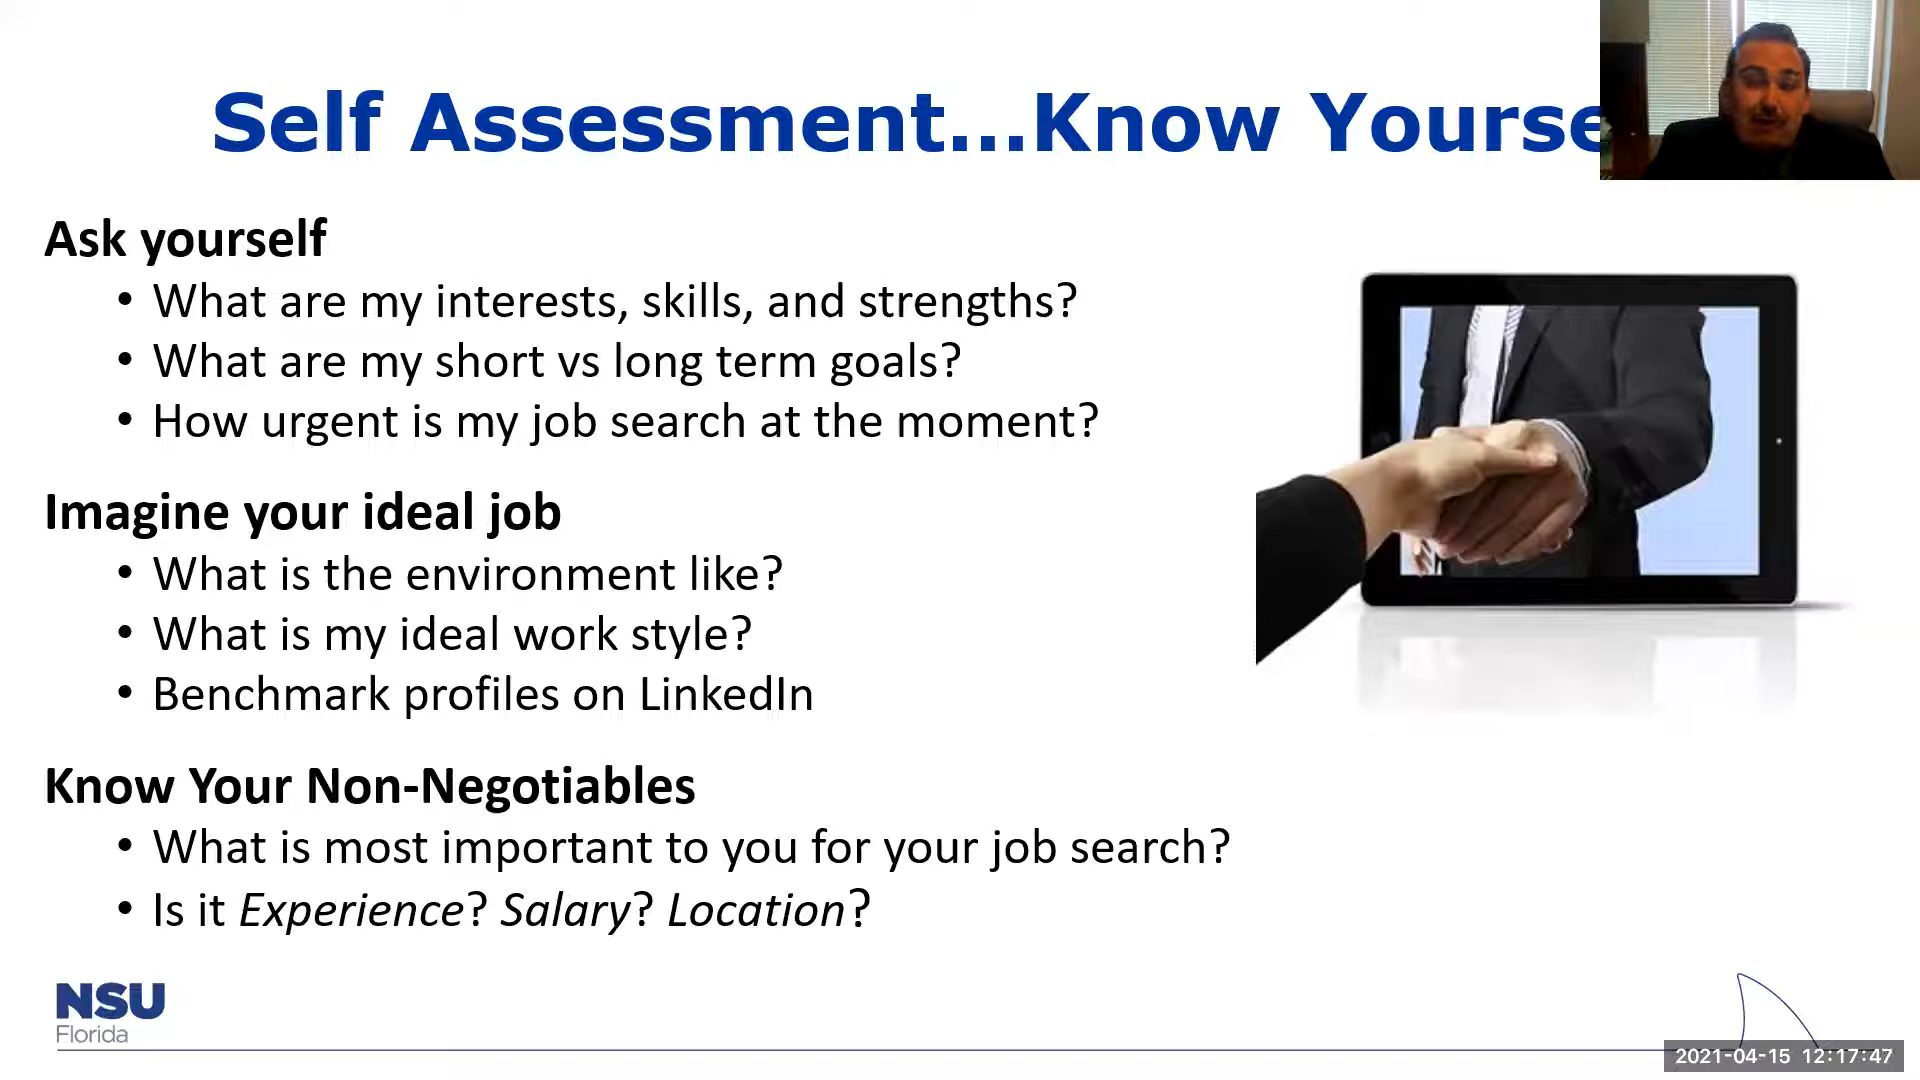 Self Assessment...Know Yourse
Ask yourself
• What are my interests, skills, and strengths?
• What are my short vs long term goals?
• How urgent is my job search at the moment?
Imagine your ideal job
• What is the environment like?
• What is my ideal work style?
• Benchmark profiles on LinkedIn
Know Your Non-Negotiables
• What is most important to you for your job search?
• Is it Experience? Salary? Location?
NSU
Florida
2021-04-15 12:17:47